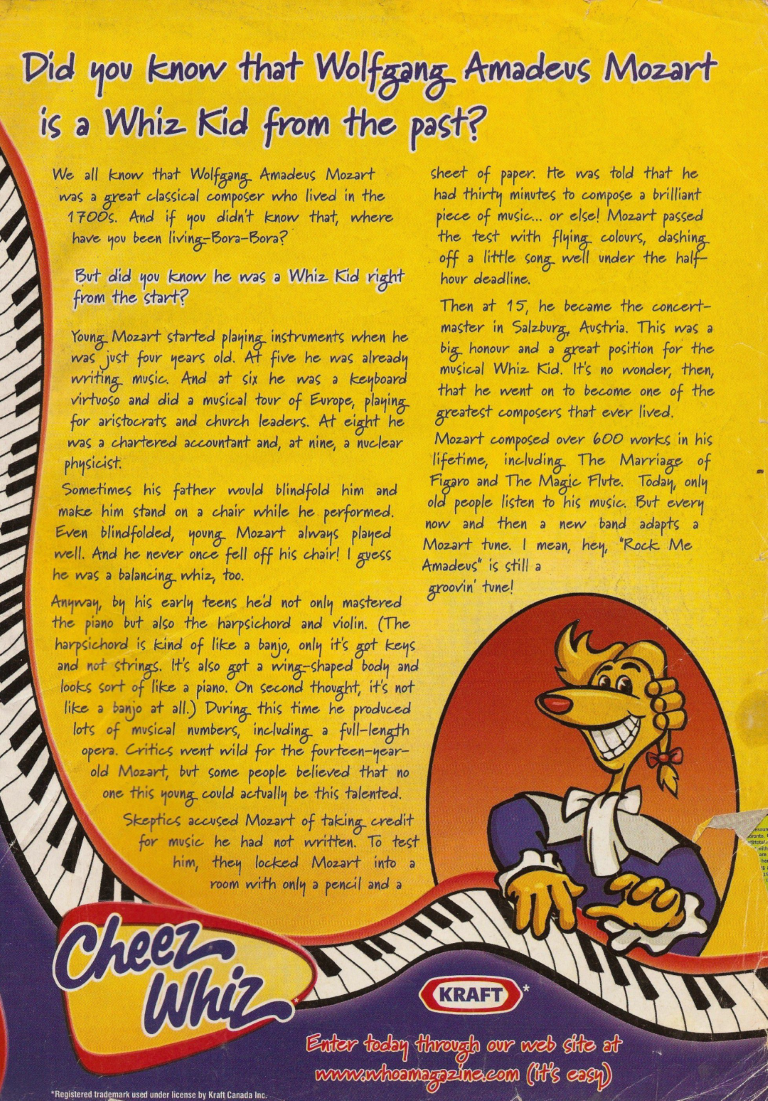 Did you know that Wolfgang Amadeus Mozart
is a Whiz Kid from the past?
We all know that Wolfgang Amadeus Mozart
was a great classical composer who lived in the
1700s. And if you didn't know that, where
have you been living–Bora-Bora?
But did you know he was a Whiz Kid right
from the start?
Young Mozart started playing instruments when he
was just four years old. At five he was already
writing music. And at six he was a keyboard
virtuoso and did a musical tour of Europe, playing
for aristocrats and church leaders. At eight he
was a chartered accountant and, at nine, a nuclear
physicist.
Sometimes his father would blindfold him and
make him stand on a chair while he performed.
Even blindfolded, young Mozart always played
well. And he never once fell off his chair! I guess
he was a balancing whiz, too.
Anyway, by his early teens he'd not only mastered
the piano but also the harpsichord and violin. (The
harpsichord is kind of like a banjo, only it's got keys
and not strings. It's also got a wing-shaped body and
looks sort of like a piano. On second thought, it's not
like a banjo at all.) During this time he produced
lots of musical numbers, including a full-length
opera. Critics went wild for the fourteen-year-
old Mozart, but some people believed that no
one this young could actually be this talented.
Skeptics accused Mozart of taking credit
for music he had not written. To test
him, they locked Mozart into a
room with only a pencil and a
sheet of paper. He was told that he
had thirty minutes to compose a brilliant
piece of music... or else! Mozart passed
the test with flying colours, dashing
off a little song well under the half-
hour deadline.
Then at 15, he became the concert-
master in Salzburg, Austria. This was a
big honour and a great position for the
musical Whiz Kid. It's no wonder, then,
that he went on to become one of the
greatest composers that ever lived.
Mozart composed over 600 works in his
lifetime, including The Marriage of
Figaro and The Magic Flute. Today, only
old people listen to his music. But every
now and then a new band adapts a
Mozart tune. I mean, hey, "Rock Me
Amadeus" is still a
groovin' tune!
Cheez
Whiz
KRAFT*
Enter today through our web site at
www.whoamagazine.com (it's easy)
*Registered trademark used under license by Kraft Canada Inc.